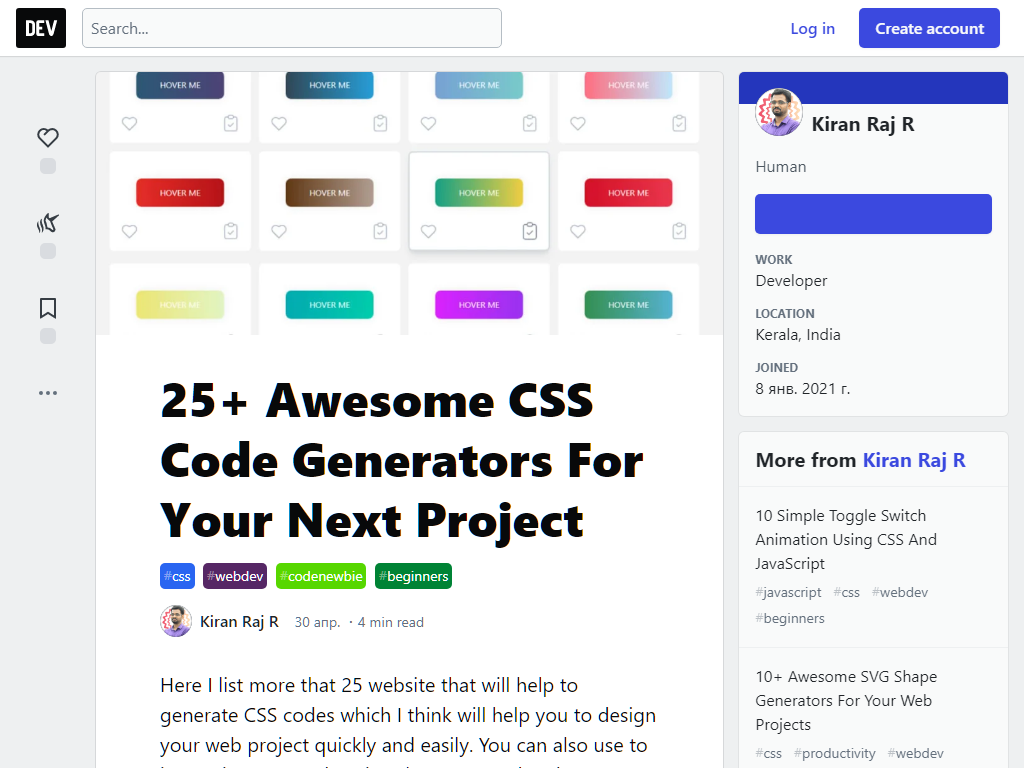 DEV
Search...
Log in
Create account
HOVER ME
HOVER ME
HOVER ME
HOVER ME
HOVER ME
HOVER ME
HOVER ME
HOVER ME
HOVER ME
HOVER ME
HOVER ME
HOVER ME
25+ Awesome CSS
Code Generators For
Your Next Project
#css #webdev #codenewbie #beginners
Kiran Raj R 30 апр. ・4 min read
Here I list more that 25 website that will help to
generate CSS codes which I think will help you to design
your web project quickly and easily. You can also use to
Kiran Raj R
Human
WORK
Developer
LOCATION
Kerala, India
JOINED
8 янв. 2021 г.
More from Kiran Raj R
10 Simple Toggle Switch
Animation Using CSS And
JavaScript
#javascript #css #webdev
#beginners
10+ Awesome SVG Shape
Generators For Your Web
Projects
#css #productivity #webdev